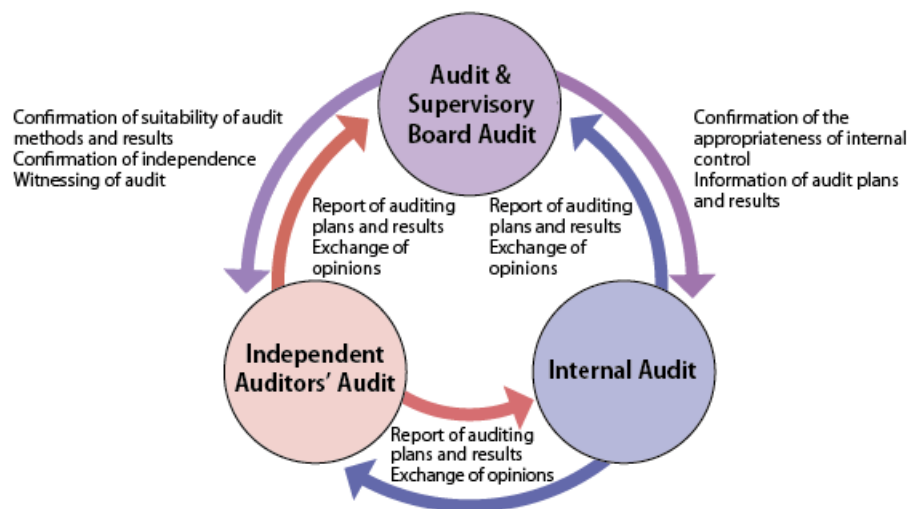 Audit &
Supervisory
Board Audit
Confirmation of suitability of audit
methods and results
Confirmation of independence
Witnessing of audit
Confirmation of the
appropriateness of internal
control
Information of audit plans
and results
Report of auditing
plans and results
Exchange of
opinions
Report of auditing
plans and results
Exchange of
opinions
Independent
Auditors’ Audit
Internal Audit
Report of auditing
plans and results
Exchange of opinions